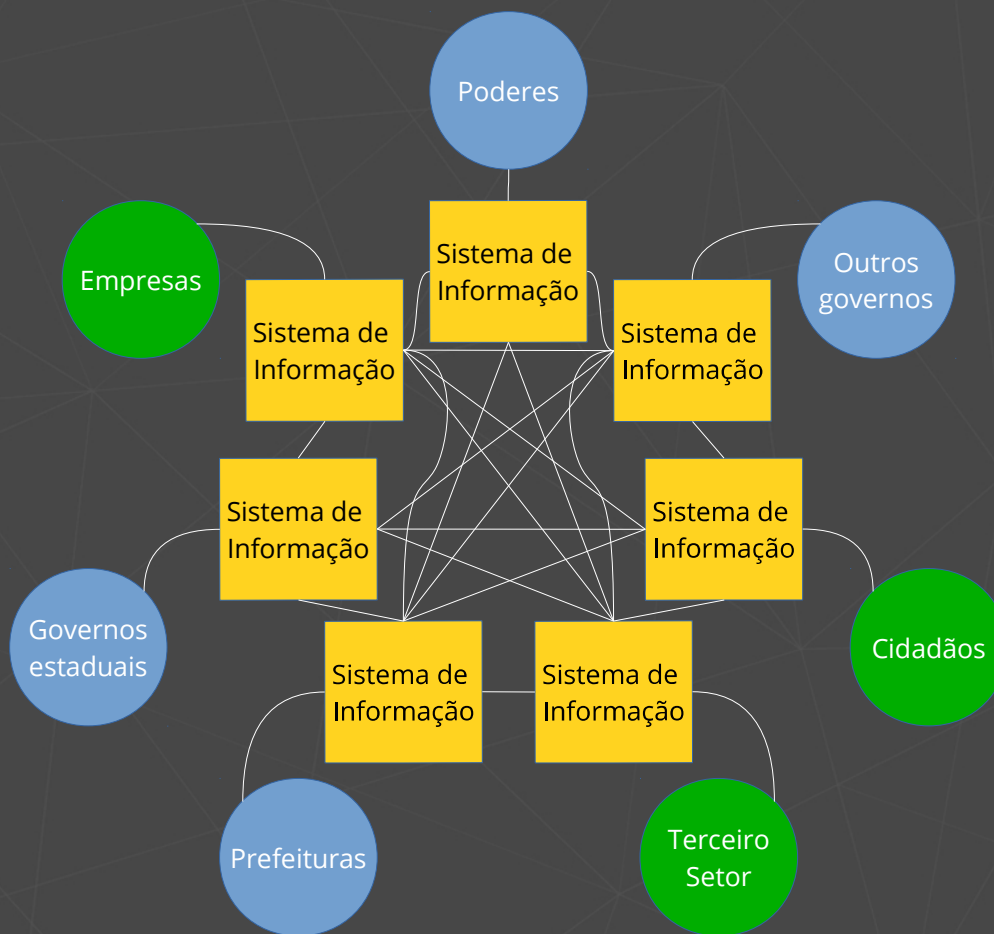 Poderes
Sistema de
Informação
Empresas
Sistema de
Informação
Sistema de
Informação
Outros
governos
Sistema de
Informação
Sistema de
Informação
Governos
estaduais
Cidadãos
Sistema de
Informação
Sistema de
Informação
Prefeituras
Terceiro
Setor